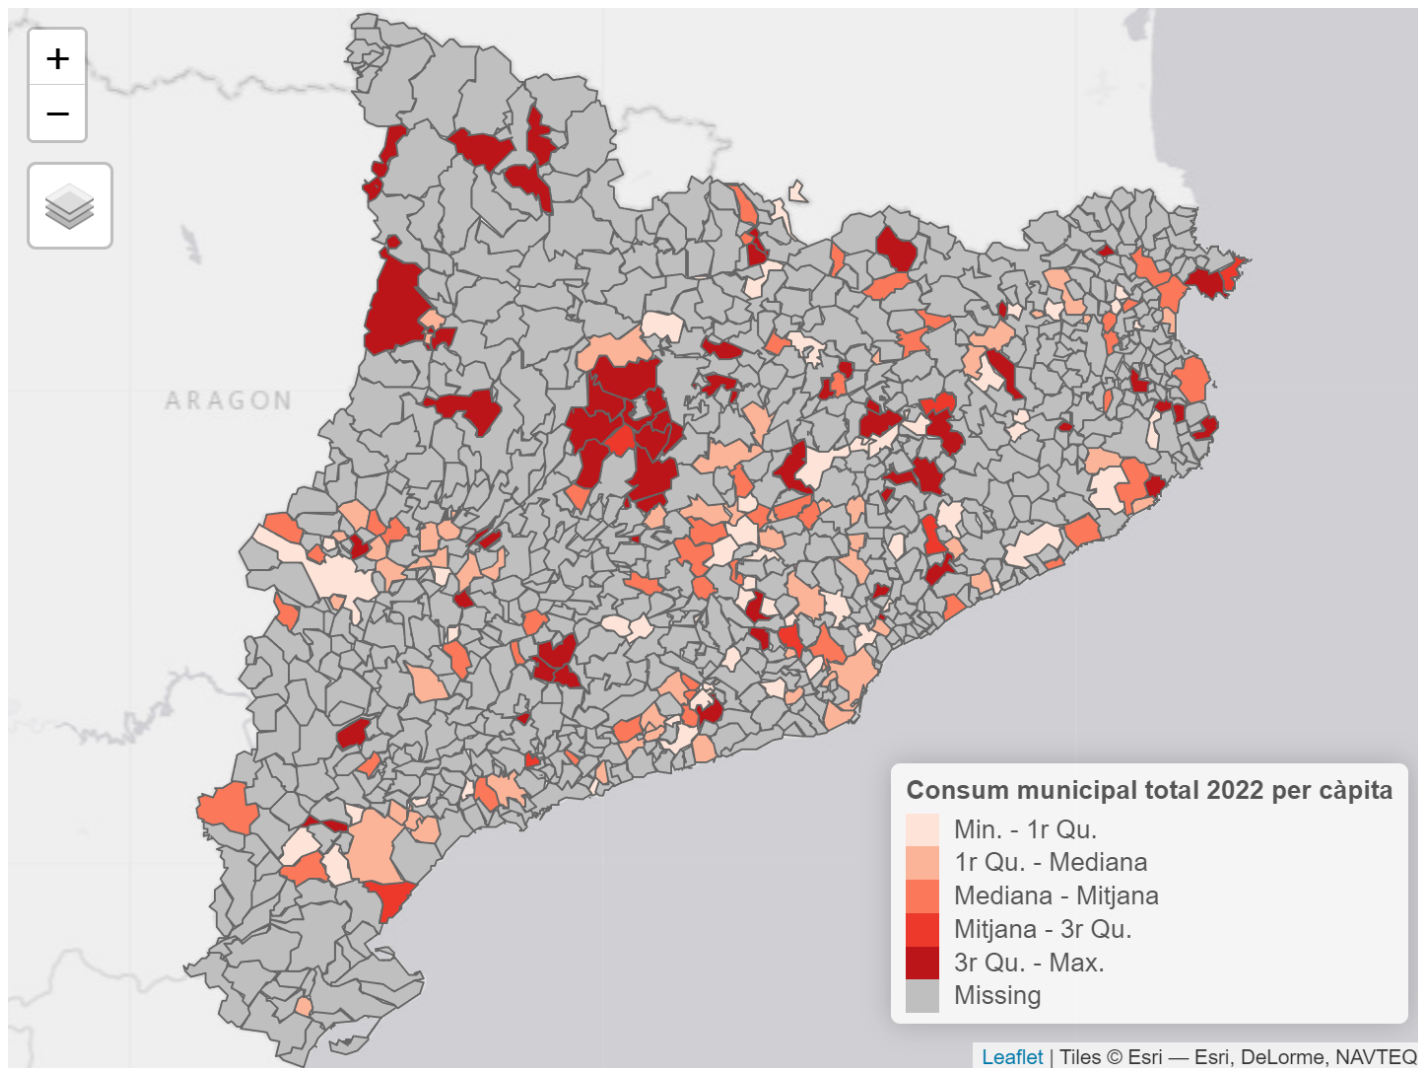 +
−
ARAGON
Consum municipal total 2022 per càpita
Min. - 1r Qu.
1r Qu. - Mediana
Mediana - Mitjana
Mitjana - 3r Qu.
3r Qu. - Max.
Missing
Leaflet | Tiles © Esri — Esri, DeLorme, NAVTEQ